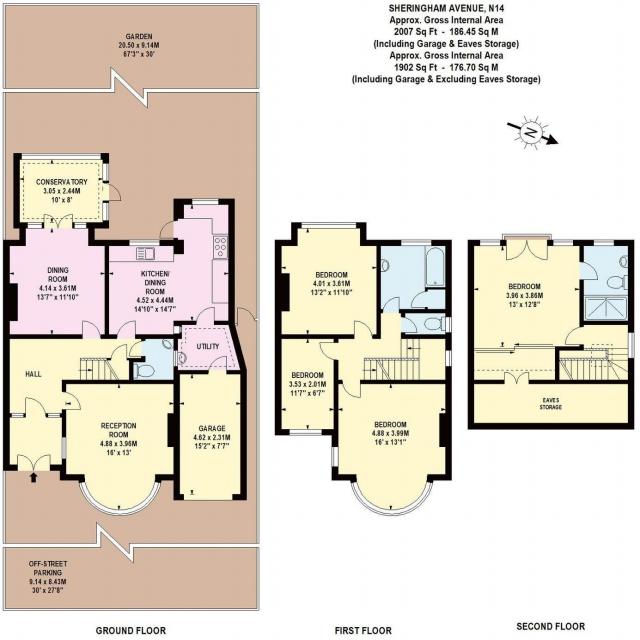 SHERINGHAM AVENUE, N14
Approx. Gross Internal Area
2007 Sq Ft - 186.45 Sq M
(Including Garage & Eaves Storage)
Approx. Gross Internal Area
1902 Sq Ft - 176.70 Sq M
(Including Garage & Excluding Eaves Storage)
N
GARDEN
20.50 x 9.14M
67'3" x 30'
CONSERVATORY
3.05 x 2.44M
10' x 8'
DINING
ROOM
4.14 x 3.61M
13'7" x 11'10"
KITCHEN/
DINING
ROOM
4.52 x 4.44M
14'10" x 14'7"
UTILITY
HALL
RECEPTION
ROOM
4.88 x 3.96M
16' x 13'
GARAGE
4.62 x 2.31M
15'2" x 7'7"
OFF-STREET
PARKING
9.14 x 8.43M
30' x 27'8"
GROUND FLOOR
BEDROOM
4.01 x 3.61M
13'2" x 11'10"
BEDROOM
3.53 x 2.01M
11'7" x 6'7"
BEDROOM
4.88 x 3.99M
16' x 13'1"
FIRST FLOOR
BEDROOM
3.96 x 3.86M
13' x 12'8"
EAVES
STORAGE
SECOND FLOOR